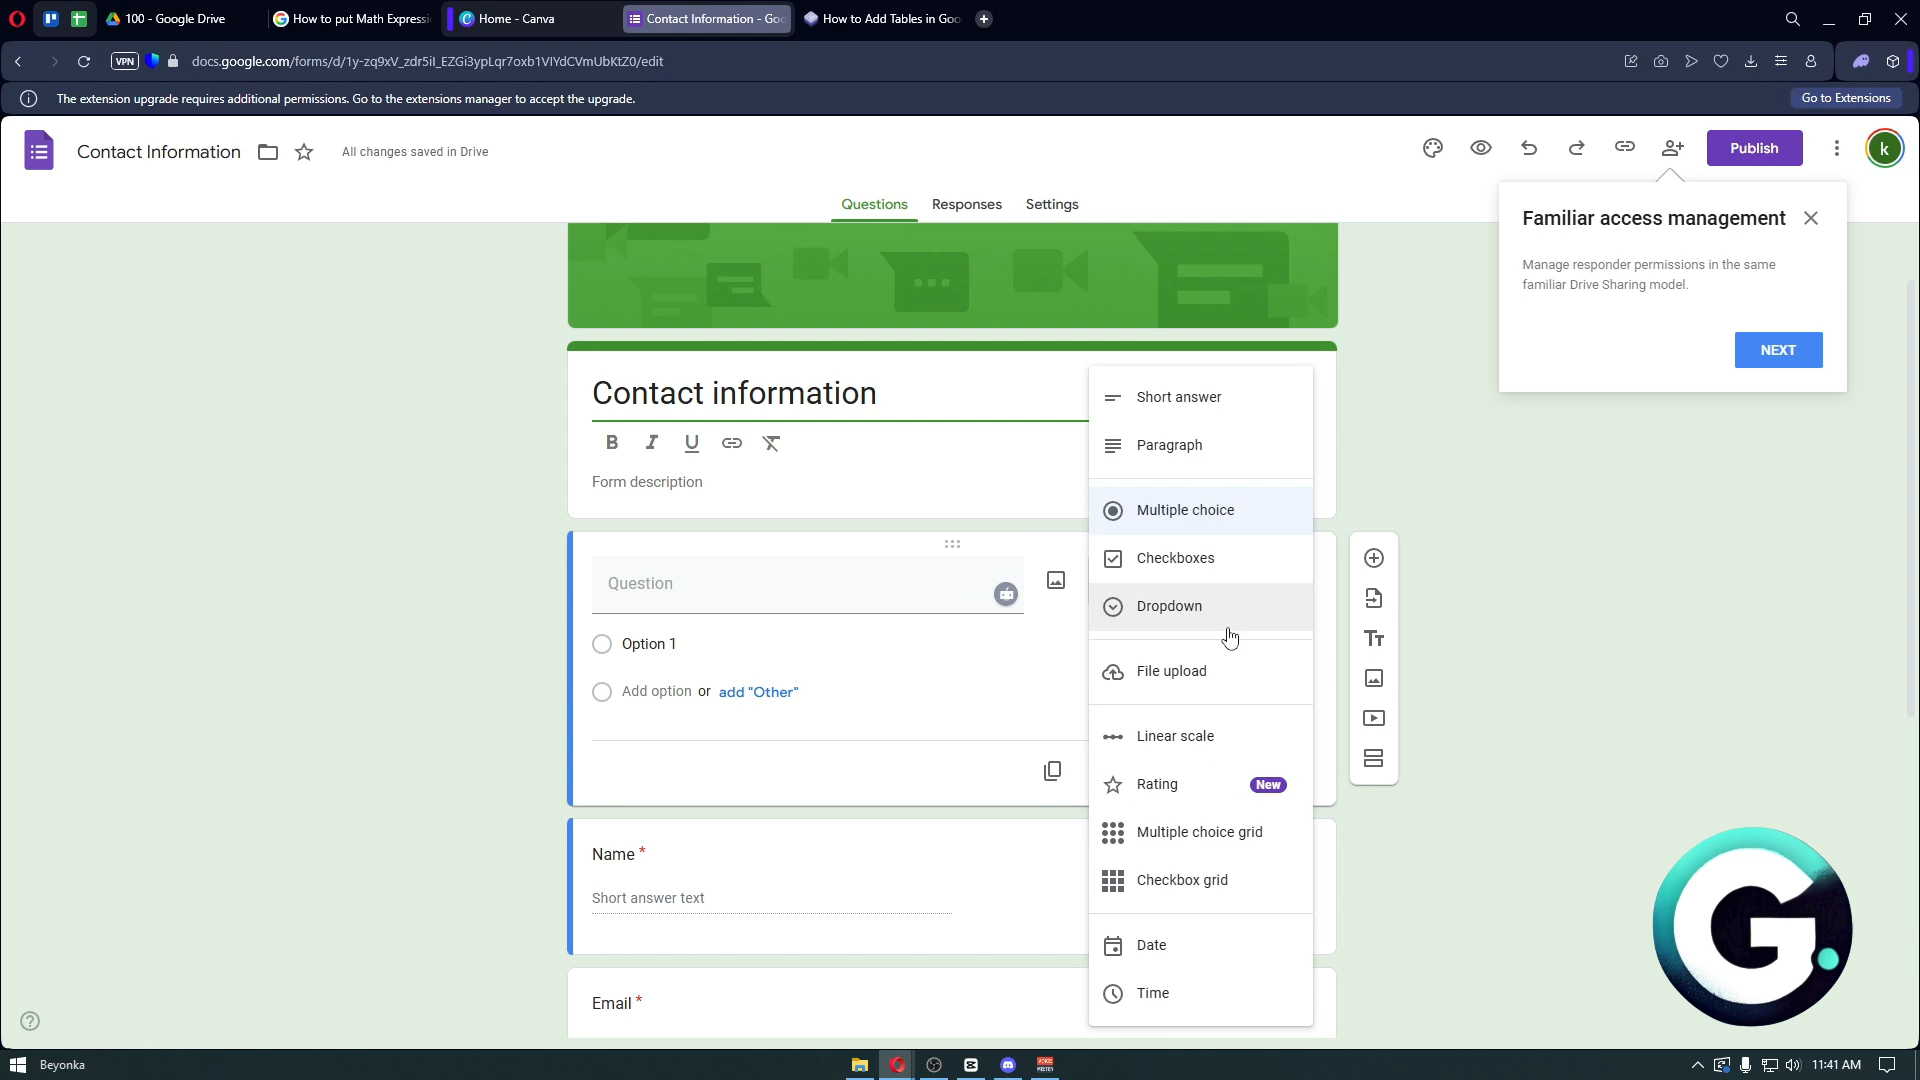 100 - Google Drive
How to put Math Expressi
Home - Canva
Contact Information - Goo
How to Add Tables in Goo
VPN
docs.google.com/forms/d/1y-zq9xV_zdr5il_EZGi3ypLqr7oxb1VIYdCVmUbKtZ0/edit
The extension upgrade requires additional permissions. Go to the extensions manager to accept the upgrade.
Go to Extensions
Contact Information
All changes saved in Drive
Publish
k
Questions
Responses
Settings
Familiar access management
Manage responder permissions in the same
familiar Drive Sharing model.
NEXT
Contact information
B I U
Form description
Question
Option 1
Add option or add "Other"
Short answer
Paragraph
Multiple choice
Checkboxes
Dropdown
File upload
Linear scale
Rating New
Multiple choice grid
Checkbox grid
Date
Time
Tt
Name *
Short answer text
Email *
G
Beyonka
VOICE
MEETER
11:41 AM